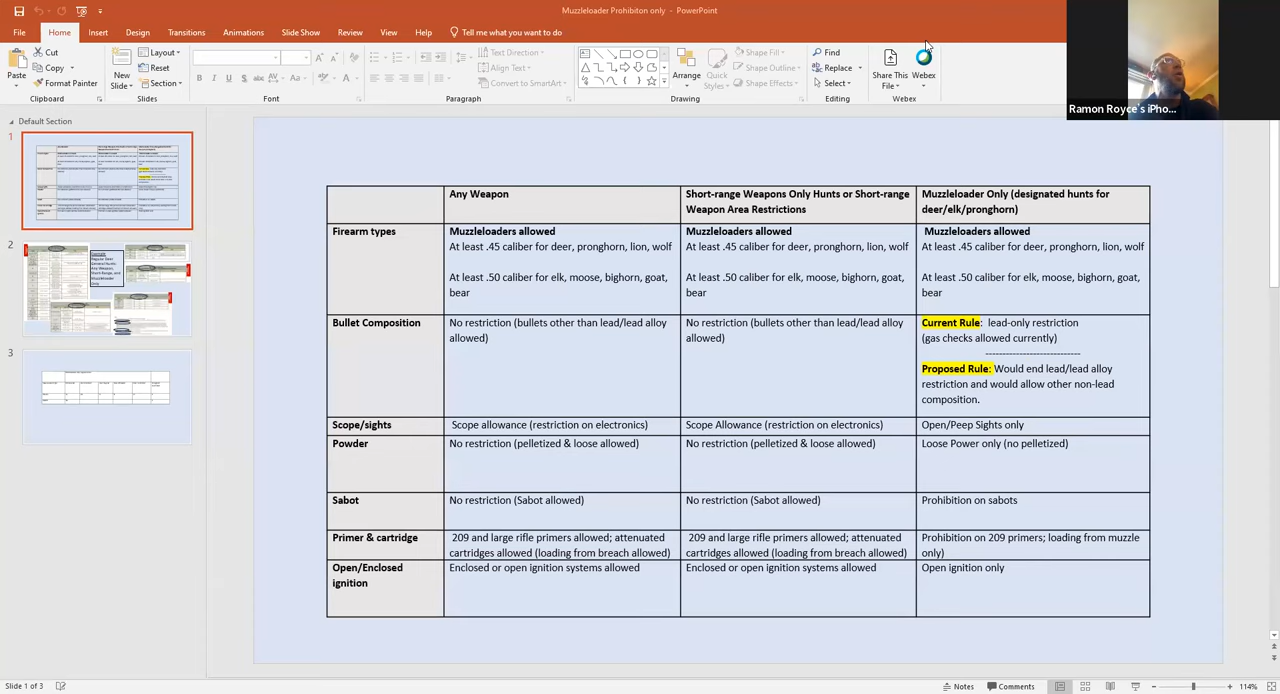 Muzzleloader Prohibiton only - PowerPoint
File Home Insert Design Transitions Animations Slide Show Review View Help Tell me what you want to do
Cut
Copy
Format Painter
Paste
Clipboard
New Slide
Layout
Reset
Section
Slides
B I U S abc AV Aa A
Font
Text Direction
Align Text
Convert to SmartArt
Paragraph
Arrange
Quick Styles
Shape Fill
Shape Outline
Shape Effects
Drawing
Find
Replace
Select
Editing
Share This File
Webex
Webex
Ramon Royce's iPho...
Default Section
1
2
3
Any Weapon
Short-range Weapons Only Hunts or Short-range
Weapon Area Restrictions
Muzzleloader Only (designated hunts for
deer/elk/pronghorn)
Firearm types
Muzzleloaders allowed
At least .45 caliber for deer, pronghorn, lion, wolf
At least .50 caliber for elk, moose, bighorn, goat,
bear
Muzzleloaders allowed
At least .45 caliber for deer, pronghorn, lion, wolf
At least .50 caliber for elk, moose, bighorn, goat,
bear
Muzzleloaders allowed
At least .45 caliber for deer, pronghorn, lion, wolf
At least .50 caliber for elk, moose, bighorn, goat,
bear
Bullet Composition
No restriction (bullets other than lead/lead alloy
allowed)
No restriction (bullets other than lead/lead alloy
allowed)
Current Rule: lead-only restriction
(gas checks allowed currently)
----------------------------
Proposed Rule: Would end lead/lead alloy
restriction and would allow other non-lead
composition.
Scope/sights
Scope allowance (restriction on electronics)
Scope Allowance (restriction on electronics)
Open/Peep Sights only
Powder
No restriction (pelletized & loose allowed)
No restriction (pelletized & loose allowed)
Loose Power only (no pelletized)
Sabot
No restriction (Sabot allowed)
No restriction (Sabot allowed)
Prohibition on sabots
Primer & cartridge
209 and large rifle primers allowed; attenuated
cartridges allowed (loading from breach allowed)
209 and large rifle primers allowed; attenuated
cartridges allowed (loading from breach allowed)
Prohibition on 209 primers; loading from muzzle
only)
Open/Enclosed
ignition
Enclosed or open ignition systems allowed
Enclosed or open ignition systems allowed
Open ignition only
Slide 1 of 3
Notes
Comments
114%